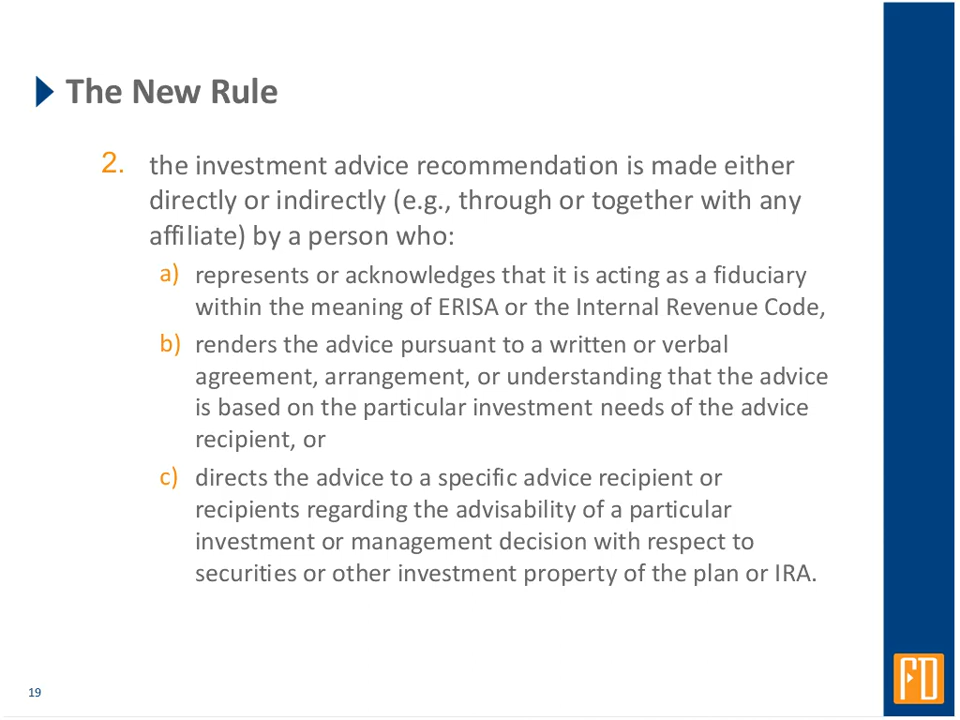 The New Rule
2. the investment advice recommendation is made either
directly or indirectly (e.g., through or together with any
affiliate) by a person who:
a) represents or acknowledges that it is acting as a fiduciary
within the meaning of ERISA or the Internal Revenue Code,
b) renders the advice pursuant to a written or verbal
agreement, arrangement, or understanding that the advice
is based on the particular investment needs of the advice
recipient, or
c) directs the advice to a specific advice recipient or
recipients regarding the advisability of a particular
investment or management decision with respect to
securities or other investment property of the plan or IRA.
19
FD